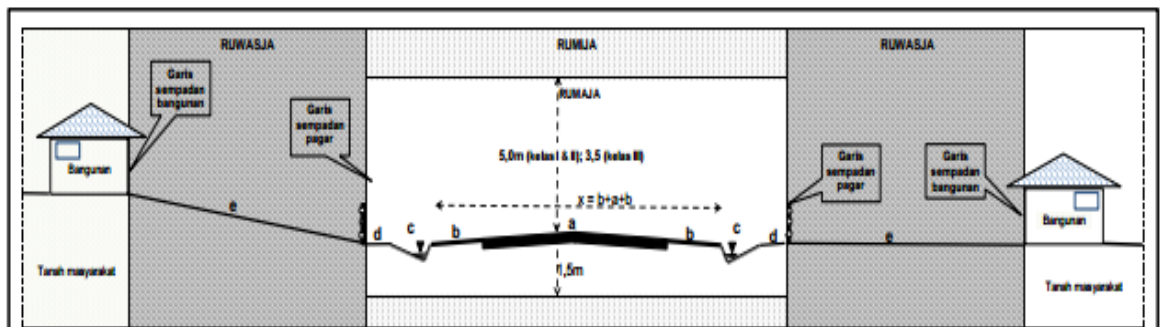 RUWASJA
RUMIJA
RUWASJA
Garis
sempadan
bangunan
Garis
sempadan
pagar
RUMAJA
5,0m (kelas I & II); 3,5 (kelas III)
Garis
sempadan
pagar
Garis
sempadan
bangunan
Bangunan
x = b+a+b
Bangunan
e
d
c
b
a
b
c
d
e
1,5m
Tanah masyarakat
Tanah masyarakat